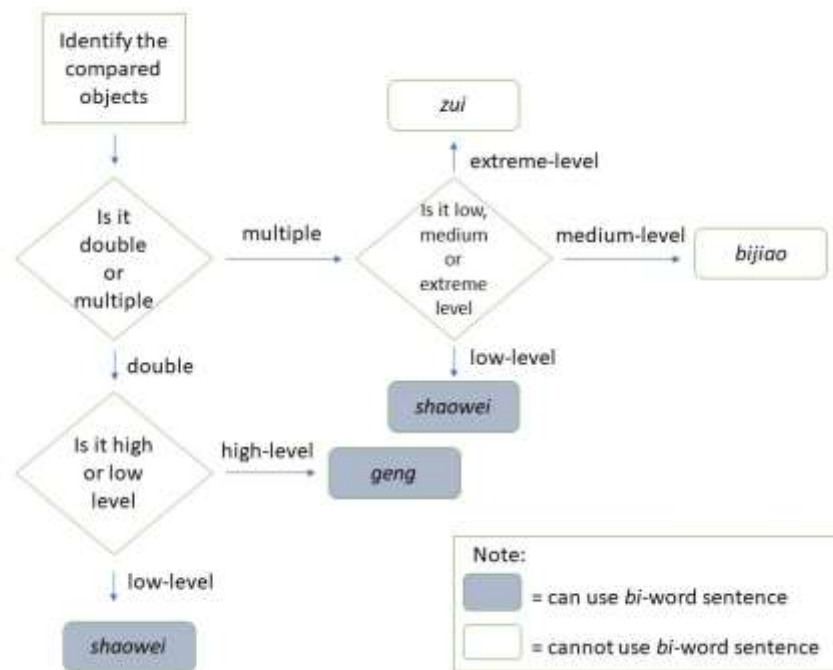 Identify the
compared
objects
zui
extreme-level
Is it
double
or
multiple
multiple
Is it low,
medium
or
extreme
level
medium-level
bijiao
double
low-level
shaowei
Is it high
or low
level
high-level
geng
low-level
shaowei
Note:
= can use bi-word sentence
= cannot use bi-word sentence